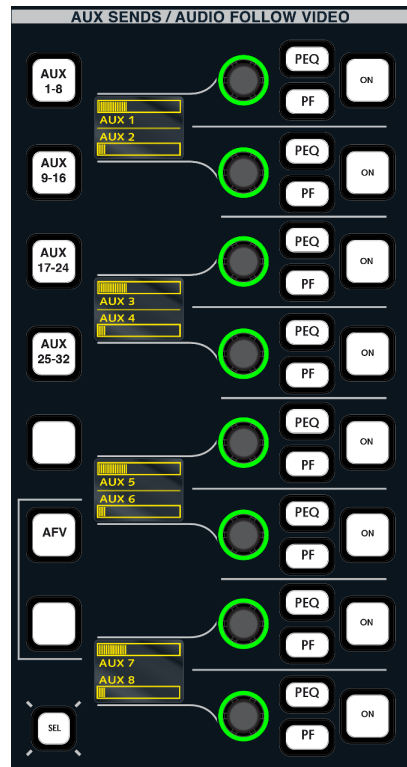 AUX SENDS / AUDIO FOLLOW VIDEO
AUX
1-8
PEQ
ON
PF
AUX 1
AUX 2
AUX
9-16
PEQ
ON
PF
AUX
17-24
PEQ
ON
PF
AUX 3
AUX 4
AUX
25-32
PEQ
ON
PF
PEQ
ON
PF
AUX 5
AUX 6
AFV
PEQ
ON
PF
PEQ
ON
PF
AUX 7
AUX 8
SEL
PEQ
ON
PF